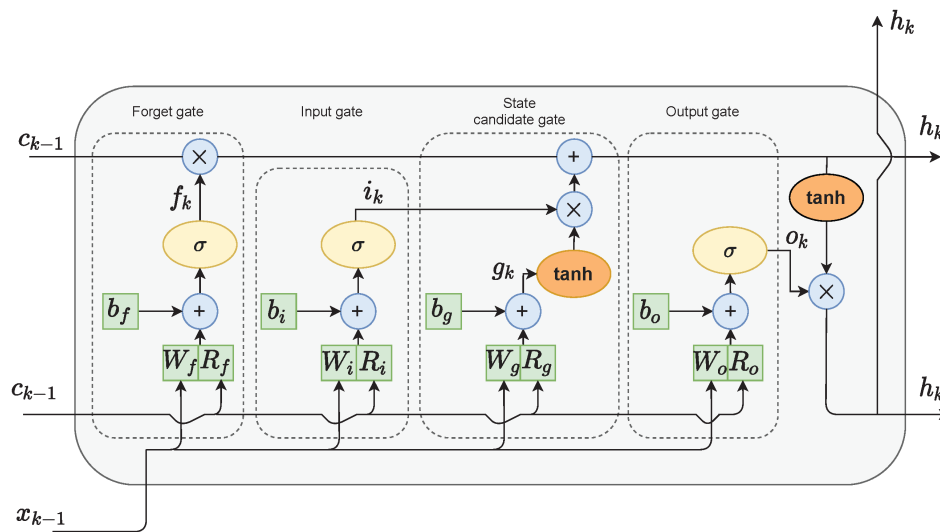 h_k
Forget gate
Input gate
State
candidate gate
Output gate
c_{k-1}
×
+
h_k
f_k
i_k
×
tanh
σ
σ
g_k
tanh
σ
o_k
×
b_f
+
b_i
+
b_g
+
b_o
+
W_f R_f
W_i R_i
W_g R_g
W_o R_o
c_{k-1}
h_k
x_{k-1}